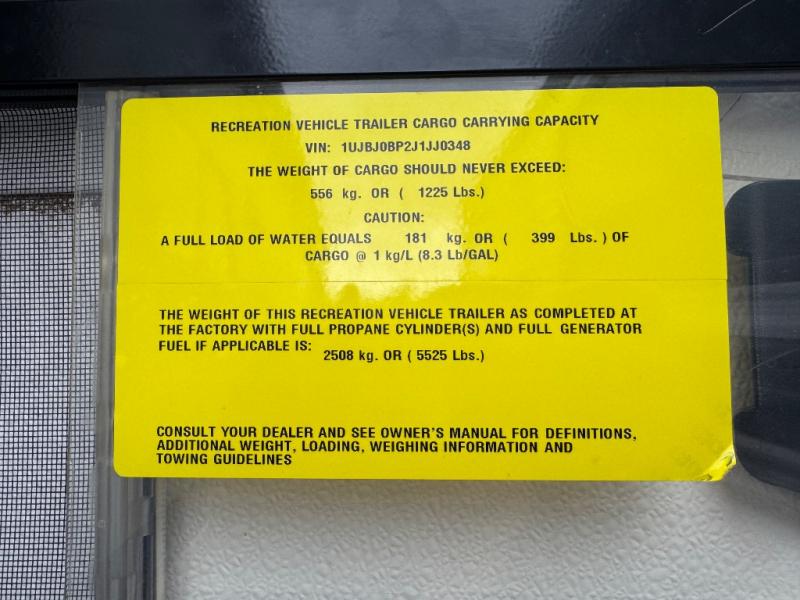 RECREATION VEHICLE TRAILER CARGO CARRYING CAPACITY
VIN: 1UJBJ0BP2J1JJ0348
THE WEIGHT OF CARGO SHOULD NEVER EXCEED:
556 kg. OR ( 1225 Lbs.)
CAUTION:
A FULL LOAD OF WATER EQUALS 181 kg. OR ( 399 Lbs. ) OF
CARGO @ 1 kg/L (8.3 Lb/GAL)
THE WEIGHT OF THIS RECREATION VEHICLE TRAILER AS COMPLETED AT
THE FACTORY WITH FULL PROPANE CYLINDER(S) AND FULL GENERATOR
FUEL IF APPLICABLE IS:
2508 kg. OR ( 5525 Lbs.)
CONSULT YOUR DEALER AND SEE OWNER'S MANUAL FOR DEFINITIONS,
ADDITIONAL WEIGHT, LOADING, WEIGHING INFORMATION AND
TOWING GUIDELINES